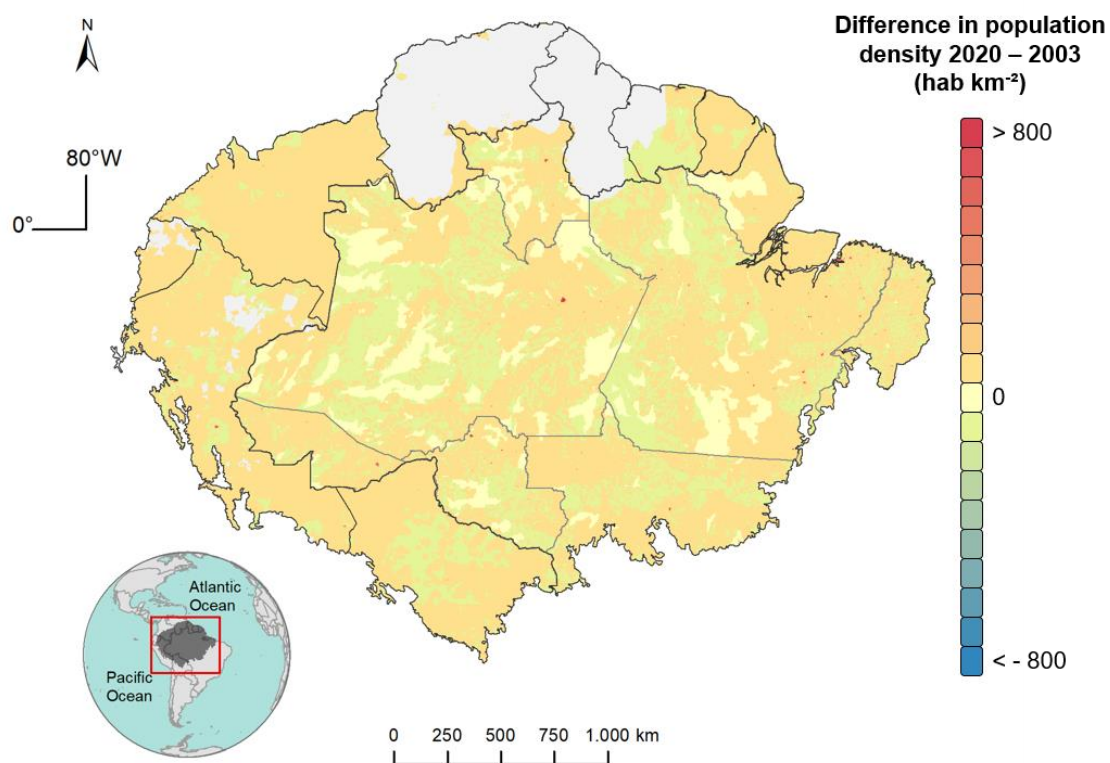 N
80°W
0°
Difference in population
density 2020 – 2003
(hab km⁻²)
> 800
0
< - 800
Atlantic
Ocean
Pacific
Ocean
0 250 500 750 1.000 km